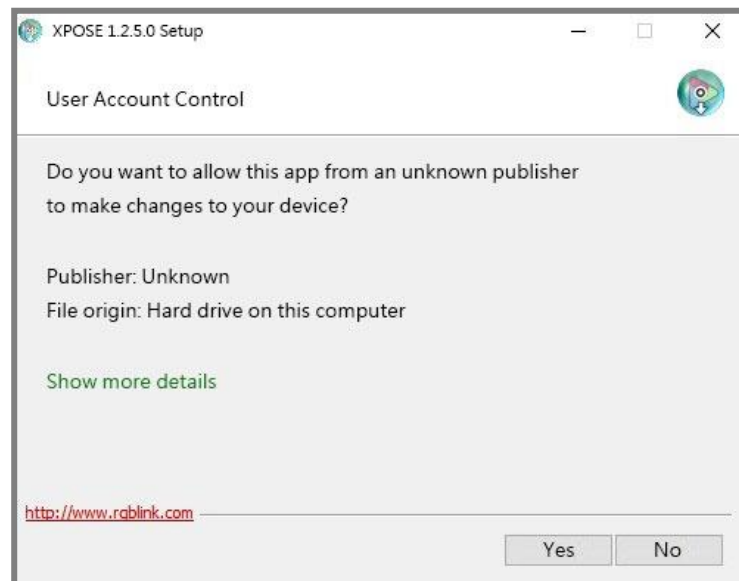 XPOSE 1.2.5.0 Setup
User Account Control
Do you want to allow this app from an unknown publisher
to make changes to your device?
Publisher: Unknown
File origin: Hard drive on this computer
Show more details
http://www.rgblink.com
Yes No